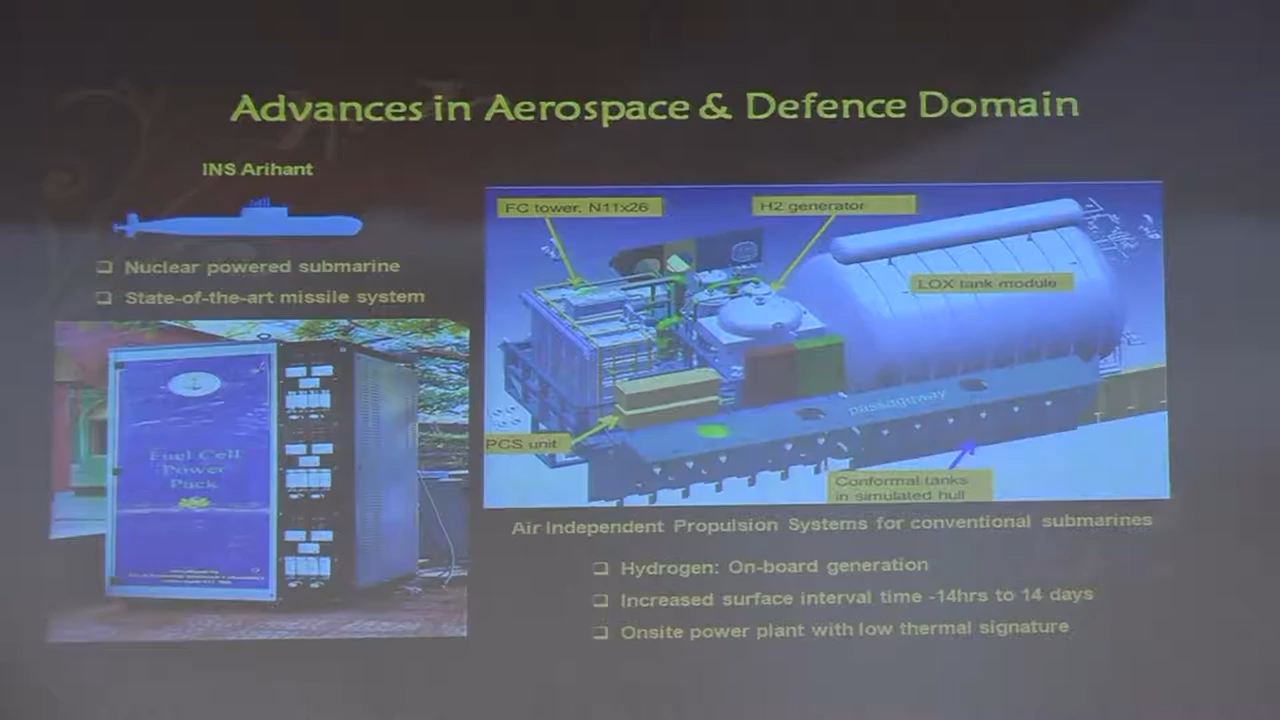 Advances in Aerospace & Defence Domain
INS Arihant
❑ Nuclear powered submarine
❑ State-of-the-art missile system
Fuel Cell
Power
Pack
FC tower, N11x26
H2 generator
LOX tank module
passageway
PCS unit
Conformal tanks
in simulated hull
Air Independent Propulsion Systems for conventional submarines
❑ Hydrogen: On-board generation
❑ Increased surface interval time -14hrs to 14 days
❑ Onsite power plant with low thermal signature